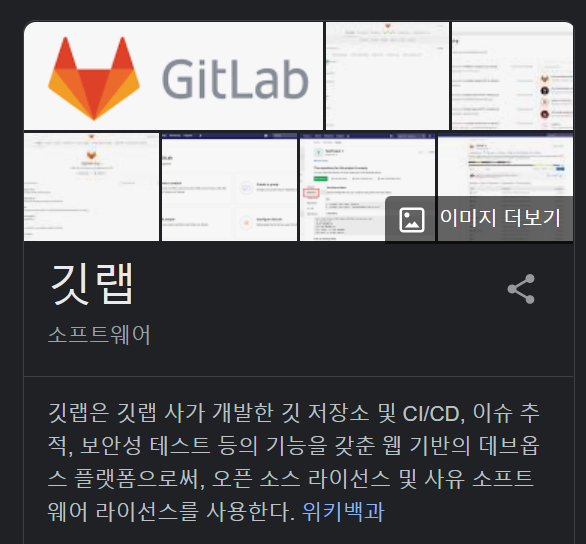 GitLab
이미지 더보기
깃랩
소프트웨어
깃랩은 깃랩 사가 개발한 깃 저장소 및 CI/CD, 이슈 추
적, 보안성 테스트 등의 기능을 갖춘 웹 기반의 데브옵
스 플랫폼으로써, 오픈 소스 라이선스 및 사유 소프트
웨어 라이선스를 사용한다. 위키백과